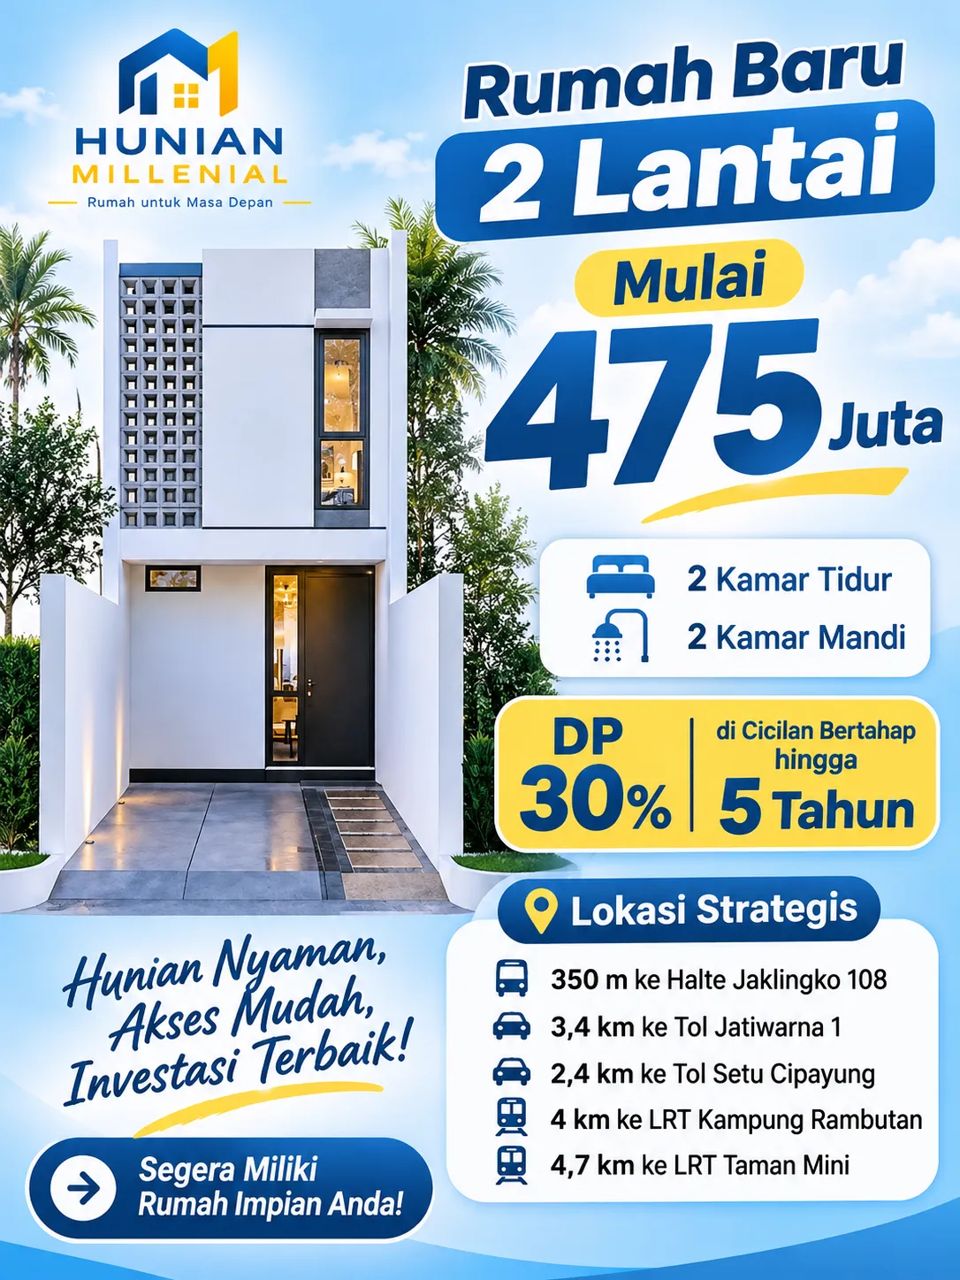 HUNIAN
MILLENIAL
Rumah untuk Masa Depan
Rumah Baru
2 Lantai
Mulai
475 Juta
2 Kamar Tidur
2 Kamar Mandi
DP
30%
di Cicilan Bertahap
hingga
5 Tahun
Lokasi Strategis
350 m ke Halte Jaklingko 108
3,4 km ke Tol Jatiwarna 1
2,4 km ke Tol Setu Cipayung
4 km ke LRT Kampung Rambutan
4,7 km ke LRT Taman Mini
Hunian Nyaman,
Akses Mudah,
Investasi Terbaik!
Segera Miliki
Rumah Impian Anda!